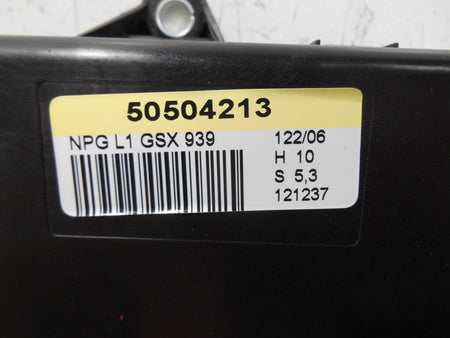 50504213
NPG L1 GSX 939 122/06
H 10
S 5,3
121237